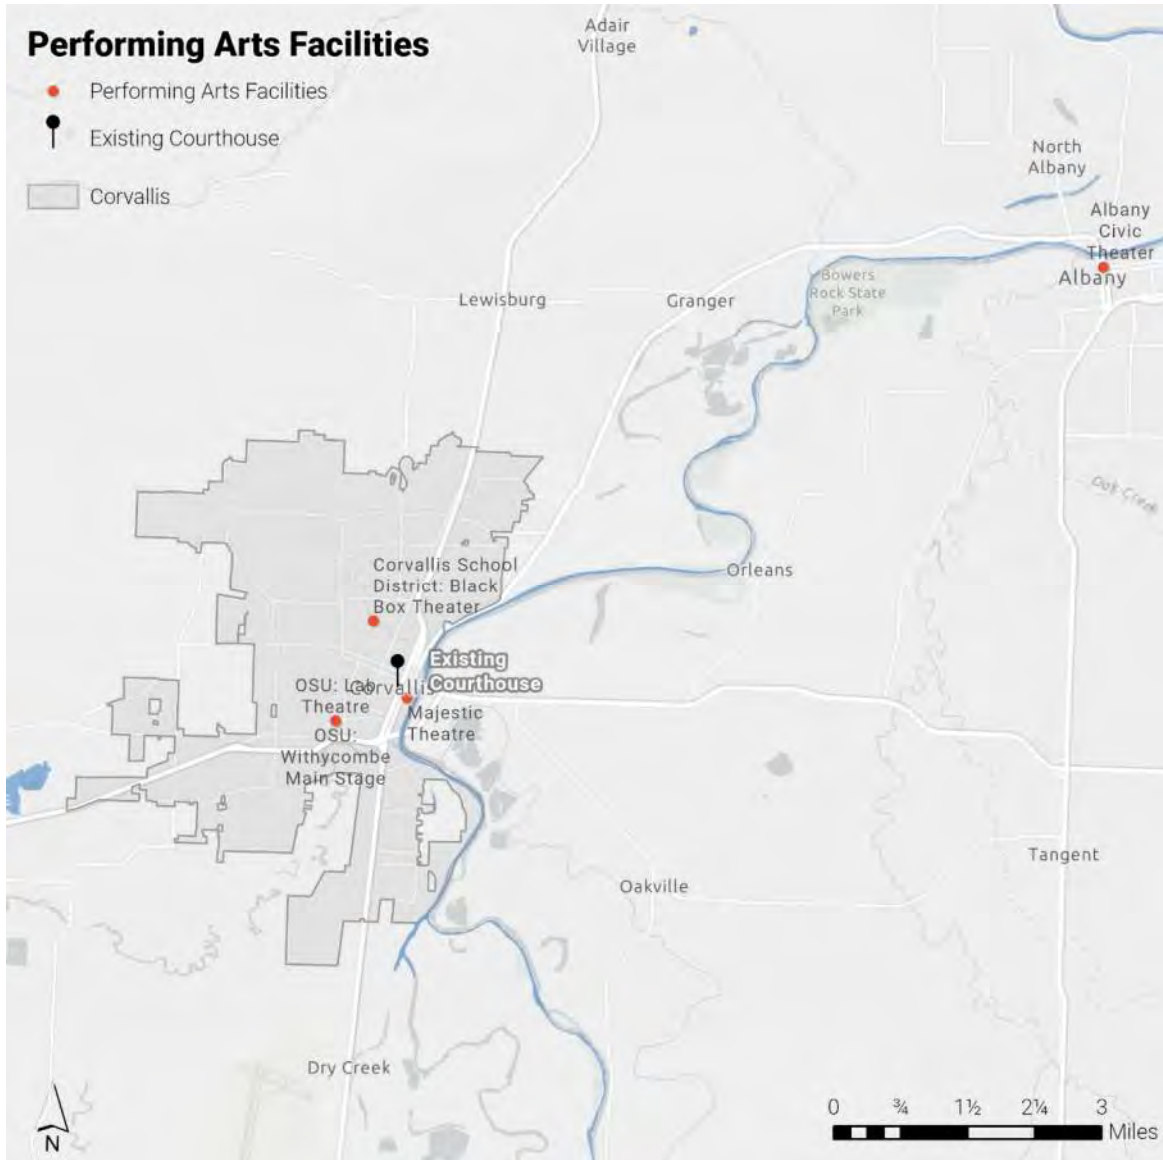 Performing Arts Facilities
Performing Arts Facilities
Existing Courthouse
Corvallis
Adair
Village
North
Albany
Albany
Civic
Theater
Albany
Bowers
Rock State
Park
Lewisburg
Granger
Oak Creek
Corvallis School
District: Black
Box Theater
Orleans
Existing
Courthouse
OSU: Lab
Theatre
Corvallis
Majestic
Theatre
OSU:
Withycombe
Main Stage
Tangent
Oakville
Dry Creek
N
0 ¾ 1½ 2¼ 3
Miles